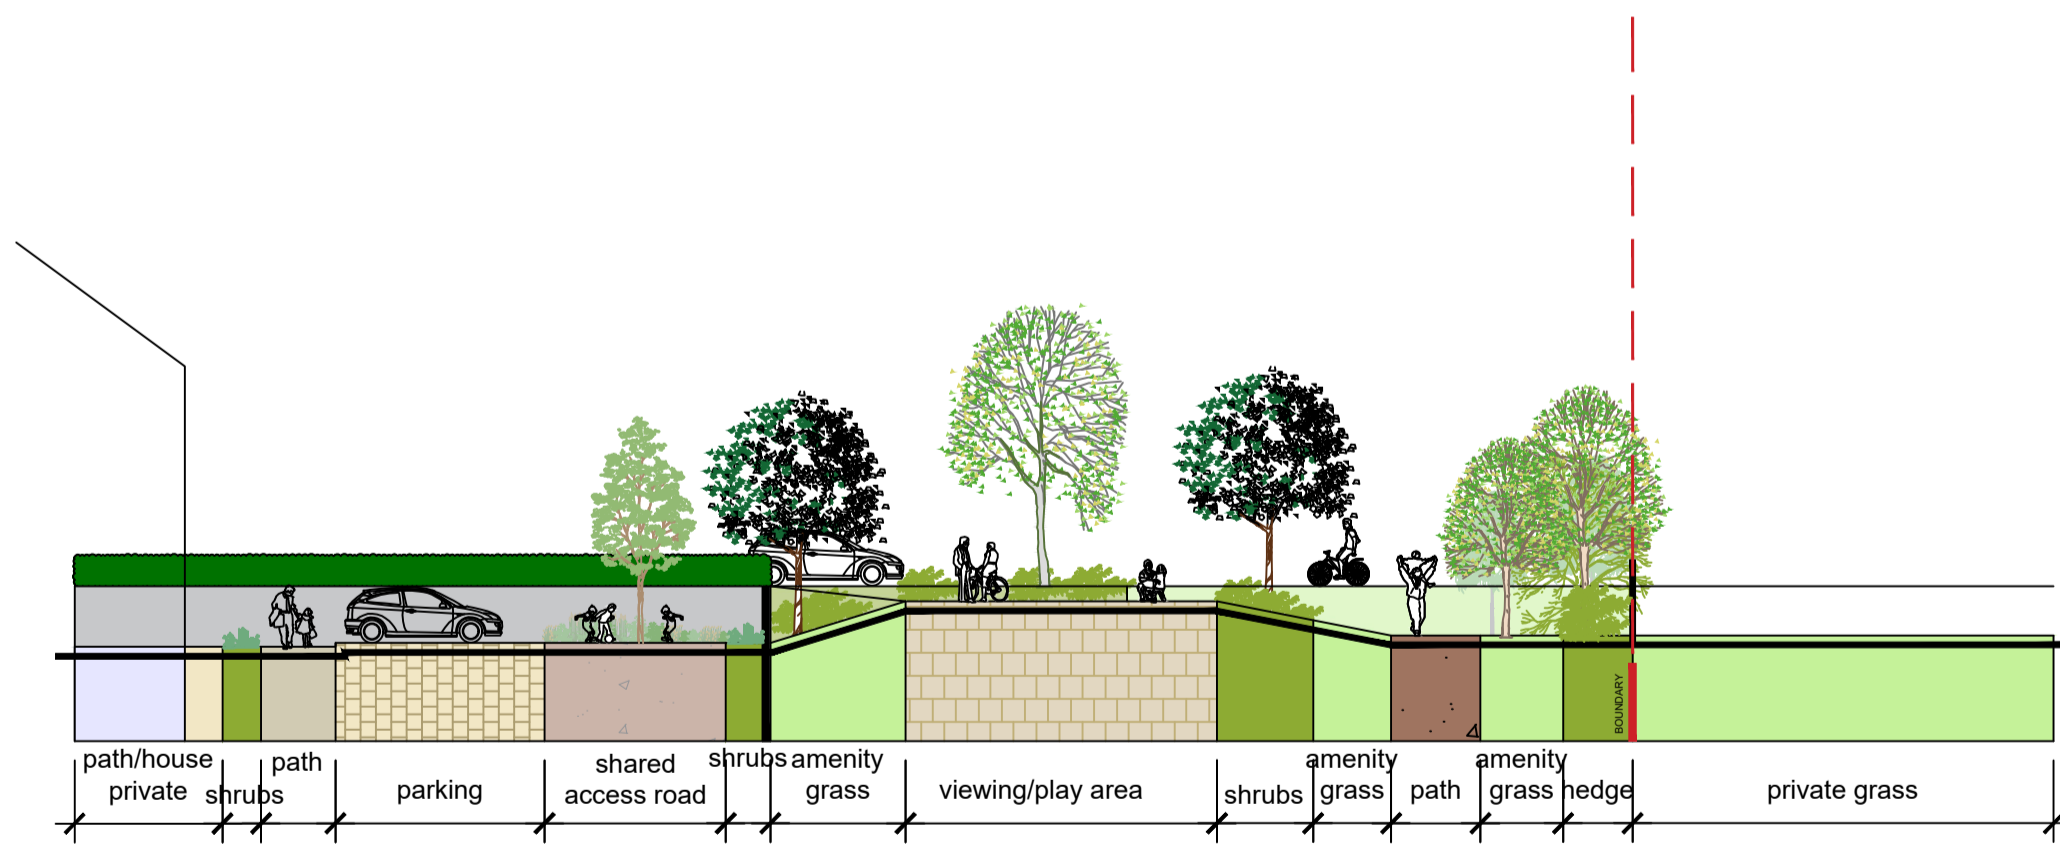 BOUNDARY
path/house
private
shrubs
path
parking
shared
access road
shrubs
amenity
grass
viewing/play area
shrubs
amenity
grass
path
amenity
grass
hedge
private grass